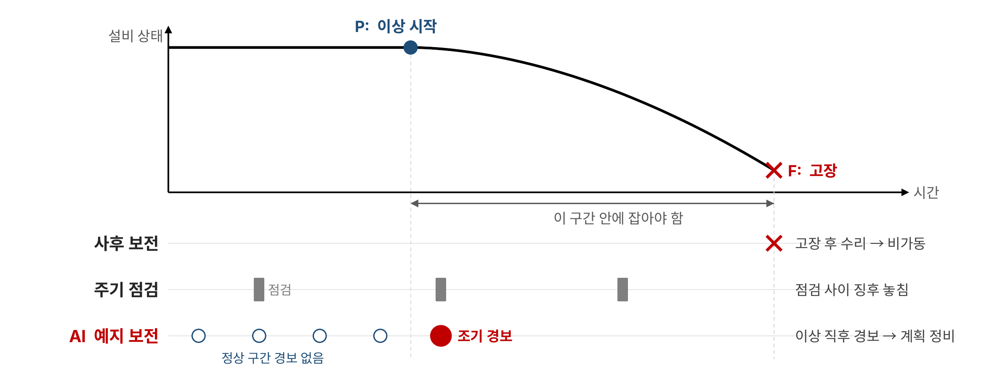 P: 이상 시작
설비 상태
F: 고장
시간
이 구간 안에 잡아야 함
사후 보전
고장 후 수리 → 비가동
주기 점검
점검
점검 사이 징후 놓침
AI 예지 보전
조기 경보
이상 직후 경보 → 계획 정비
정상 구간 경보 없음